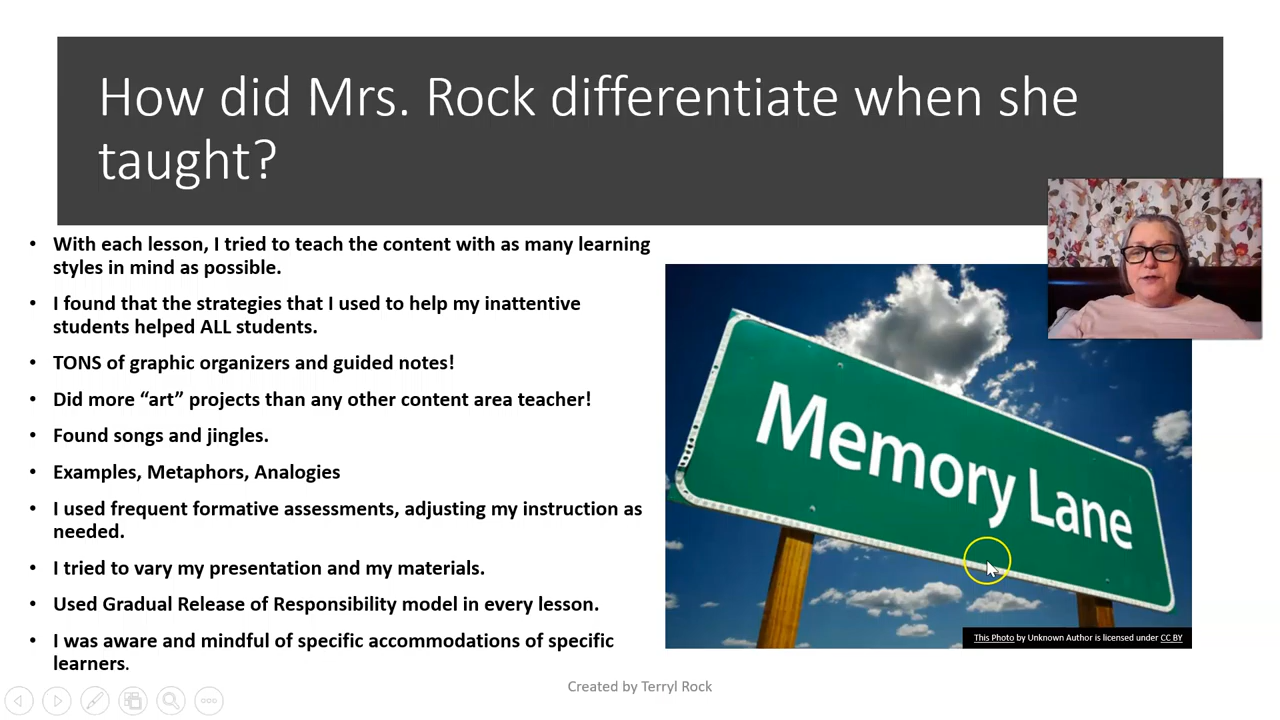 How did Mrs. Rock differentiate when she
taught?
• With each lesson, I tried to teach the content with as many learning
styles in mind as possible.
• I found that the strategies that I used to help my inattentive
students helped ALL students.
• TONS of graphic organizers and guided notes!
• Did more “art” projects than any other content area teacher!
• Found songs and jingles.
• Examples, Metaphors, Analogies
• I used frequent formative assessments, adjusting my instruction as
needed.
• I tried to vary my presentation and my materials.
• Used Gradual Release of Responsibility model in every lesson.
• I was aware and mindful of specific accommodations of specific
learners.
Memory Lane
This Photo by Unknown Author is licensed under CC BY
Created by Terryl Rock